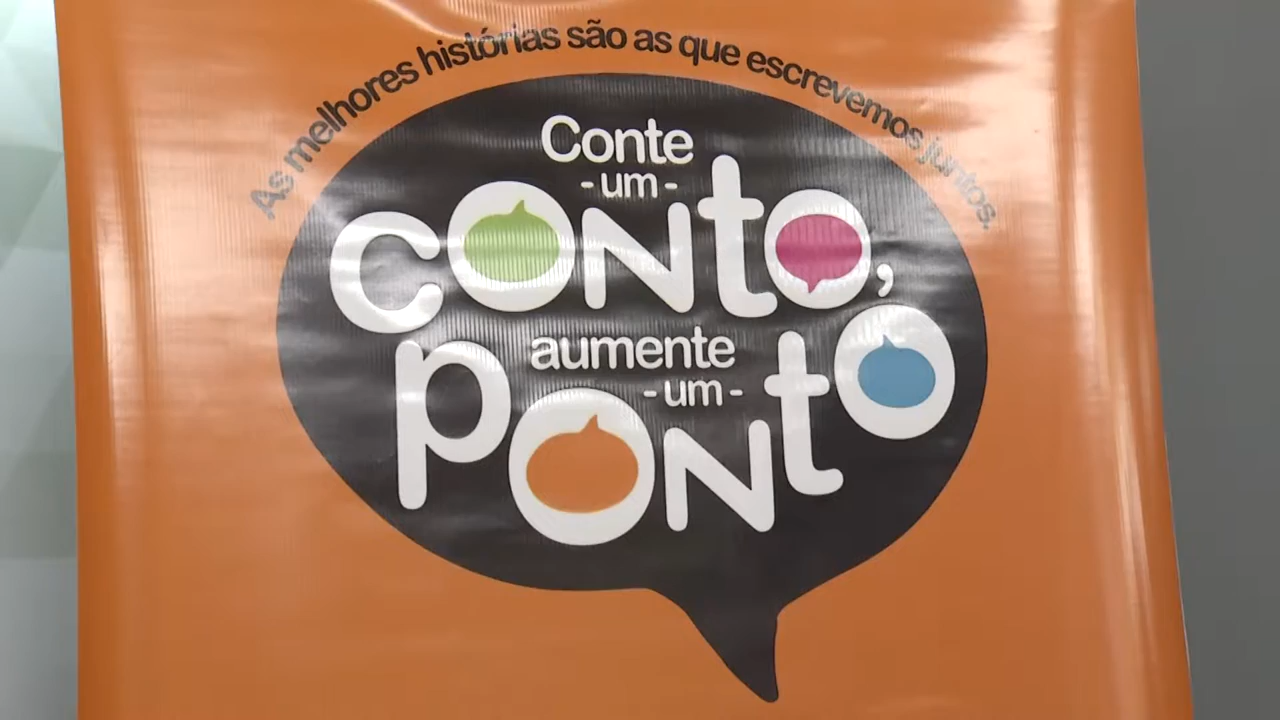 As melhores histórias são as que escrevemos juntos.
Conte
- um -
conto,
aumente
- um -
ponto